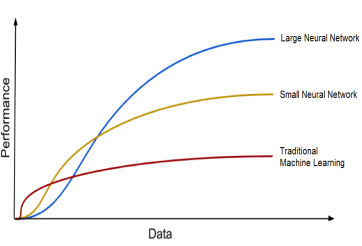 Large Neural Network
Small Neural Network
Traditional
Machine Learning
Performance
Data